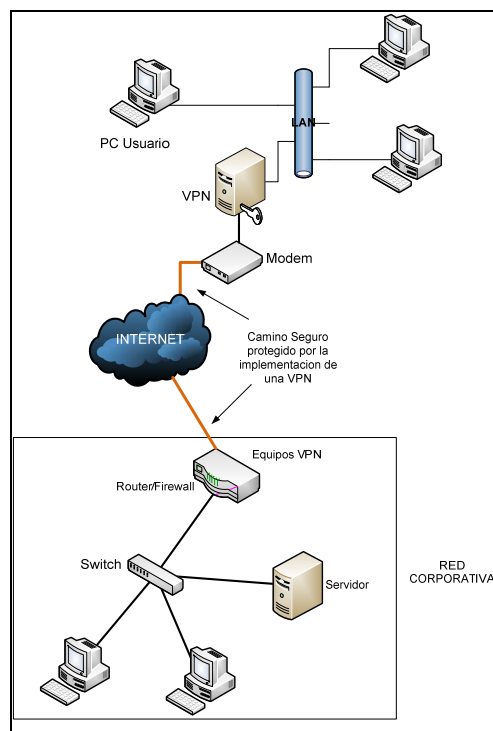 LAN
PC Usuario
VPN
Modem
INTERNET
Camino Seguro
protegido por la
implementacion de
una VPN
Equipos VPN
Router/Firewall
Switch
Servidor
RED
CORPORATIVA